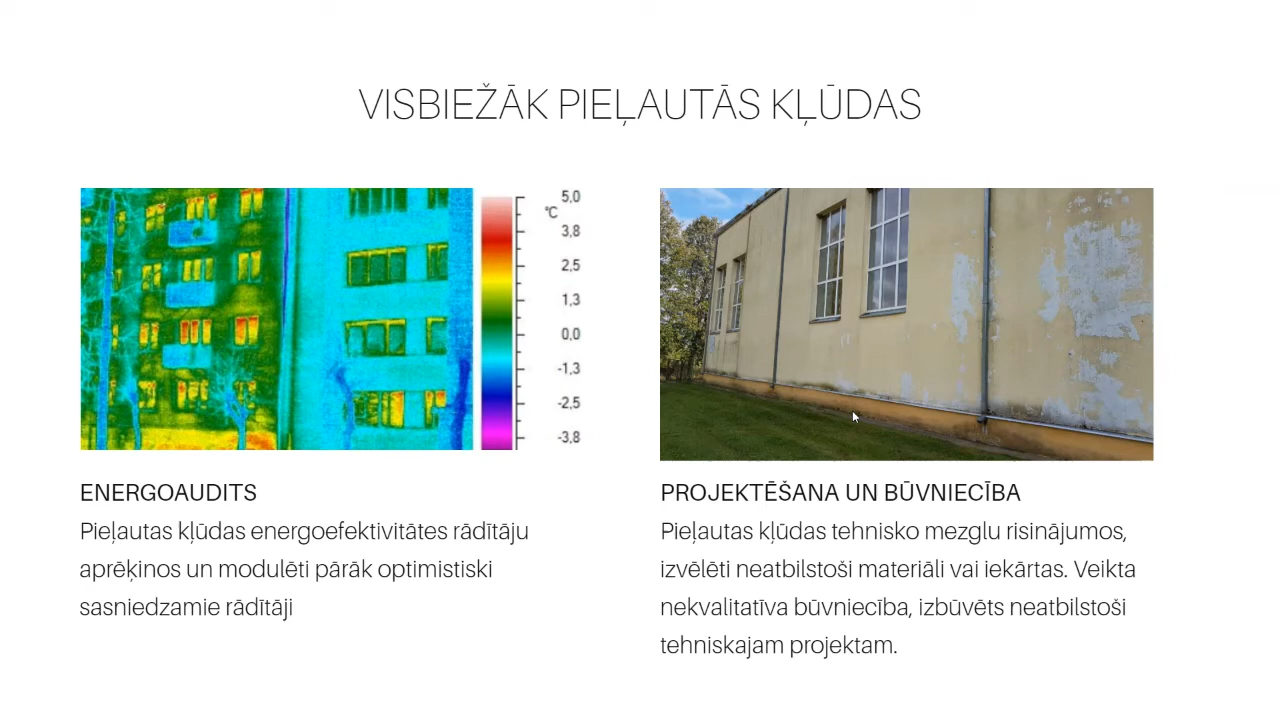 VISBIEŽĀK PIEĻAUTĀS KĻŪDAS
5,0
°C
3,8
2,5
1,3
0,0
-1,3
-2,5
-3,8
ENERGOAUDITS
Pieļautas kļūdas energoefektivitātes rādītāju
aprēķinos un modulēti pārāk optimistiski
sasniedzamie rādītāji
PROJEKTĒŠANA UN BŪVNIECĪBA
Pieļautas kļūdas tehnisko mezglu risinājumos,
izvēlēti neatbilstoši materiāli vai iekārtas. Veikta
nekvalitatīva būvniecība, izbūvēts neatbilstoši
tehniskajam projektam.